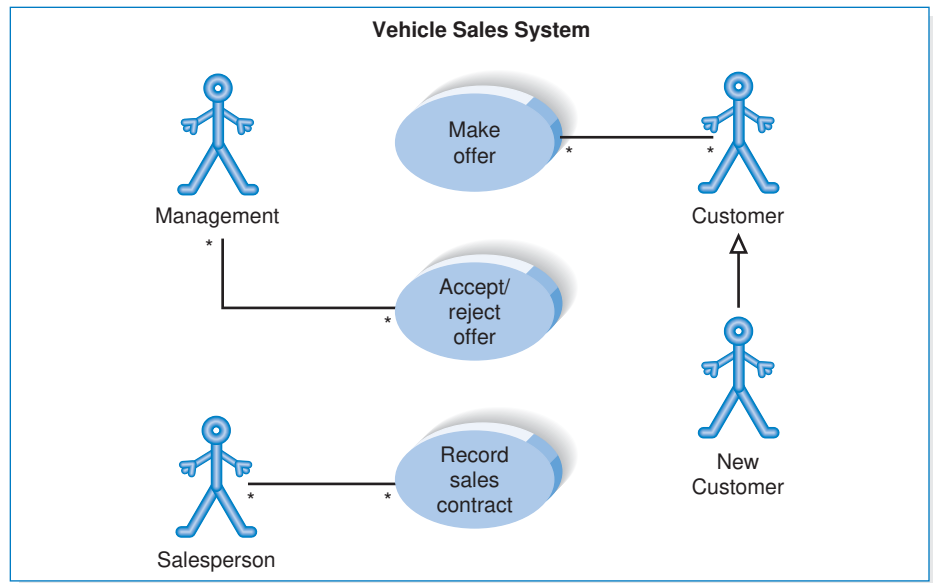 Vehicle Sales System
Make
offer
*
*
Management
Customer
*
Accept/
reject
offer
*
Record
sales
contract
*
*
New
Customer
Salesperson